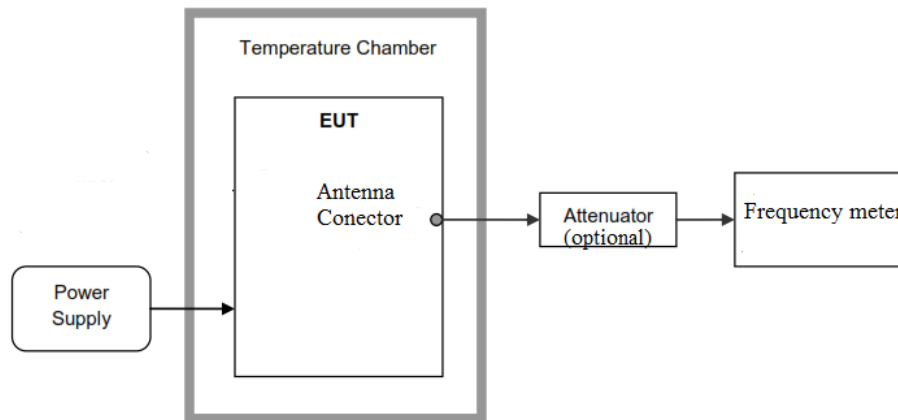 Temperature Chamber
EUT
Antenna
Conector
Attenuator
(optional)
Frequency meter
Power
Supply